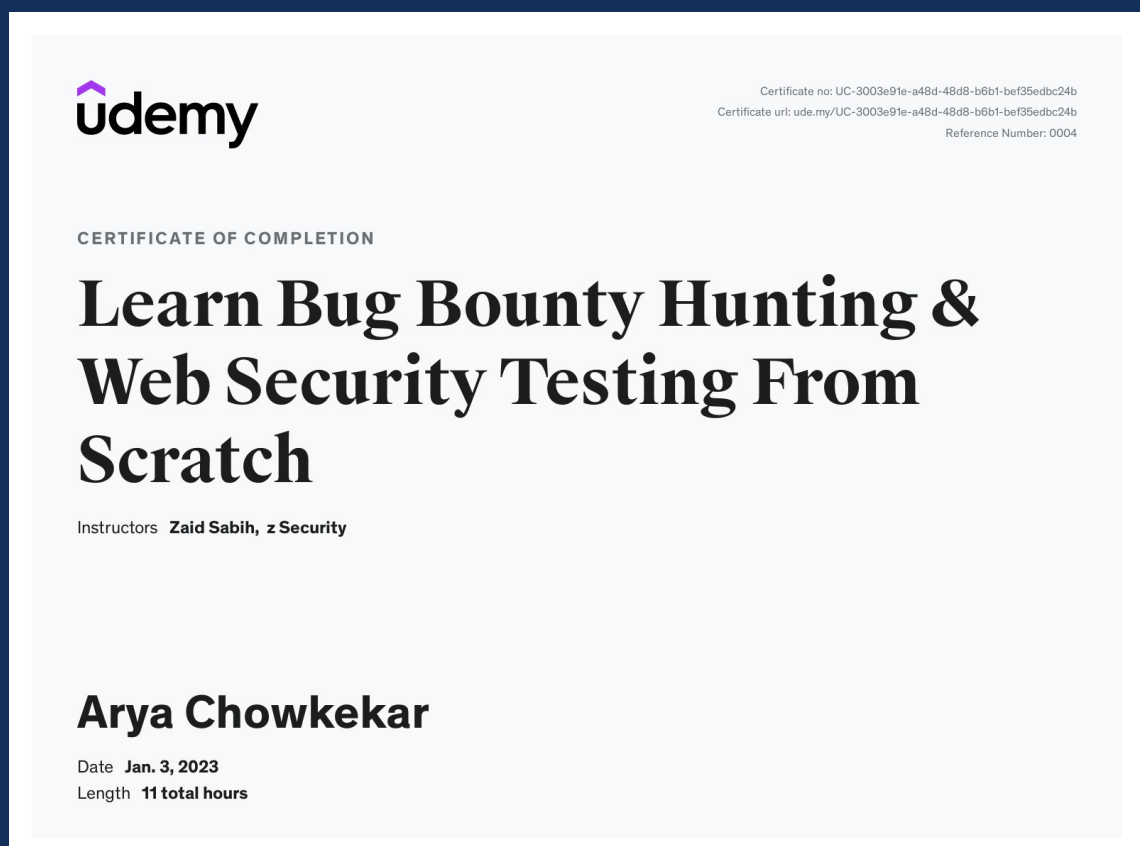 udemy
Certificate no: UC-3003e91e-a48d-48d8-b6b1-bef35edbc24b
Certificate url: ude.my/UC-3003e91e-a48d-48d8-b6b1-bef35edbc24b
Reference Number: 0004
CERTIFICATE OF COMPLETION
Learn Bug Bounty Hunting &
Web Security Testing From
Scratch
Instructors Zaid Sabih, z Security
Arya Chowkekar
Date Jan. 3, 2023
Length 11 total hours